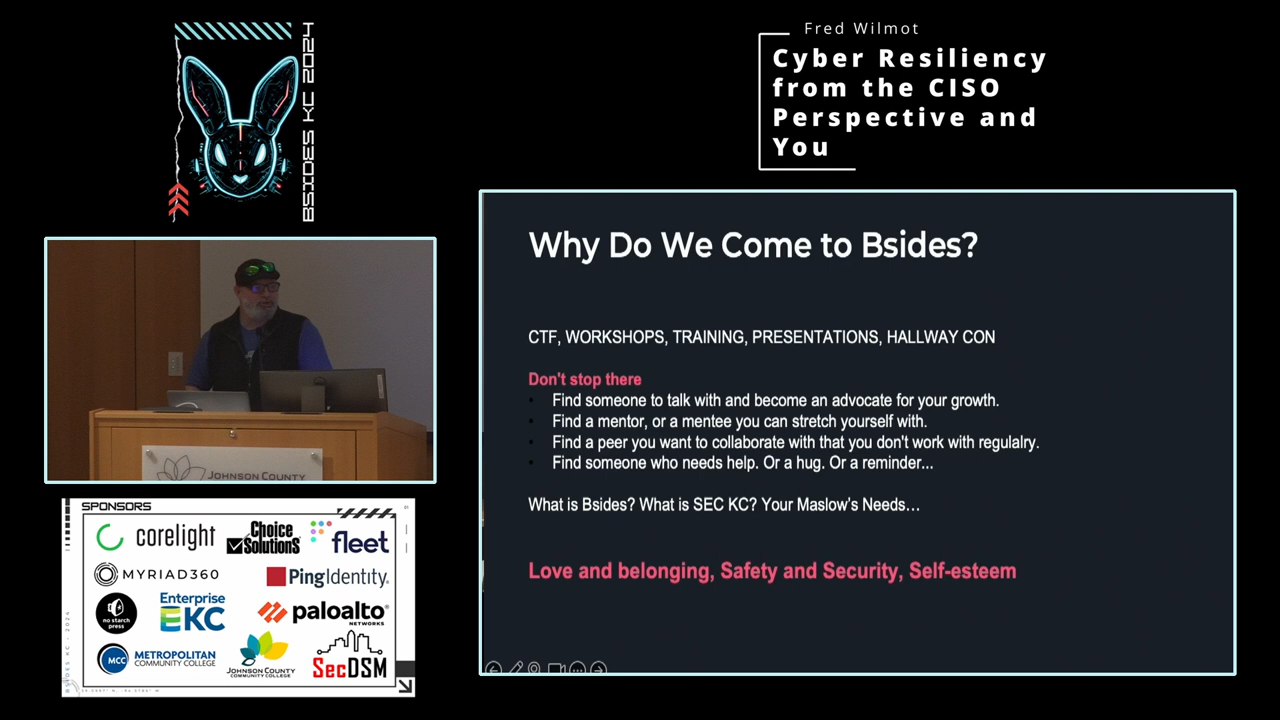 BSIDES KC 2024
Fred Wilmot
Cyber Resiliency
from the CISO
Perspective and
You
Why Do We Come to Bsides?
CTF, WORKSHOPS, TRAINING, PRESENTATIONS, HALLWAY CON
Don't stop there
• Find someone to talk with and become an advocate for your growth.
• Find a mentor, or a mentee you can stretch yourself with.
• Find a peer you want to collaborate with that you don't work with regulalry.
• Find someone who needs help. Or a hug. Or a reminder...
What is Bsides? What is SEC KC? Your Maslow's Needs...
Love and belonging, Safety and Security, Self-esteem
JOHNSON COUNTY
SPONSORS
corelight
Choice
SOLUTIONS
fleet
MYRIAD360
PingIdentity
no starch
press
Enterprise
EKC
paloalto
NETWORKS
MCC
METROPOLITAN
COMMUNITY COLLEGE
JOHNSON COUNTY
COMMUNITY COLLEGE
SecDSM